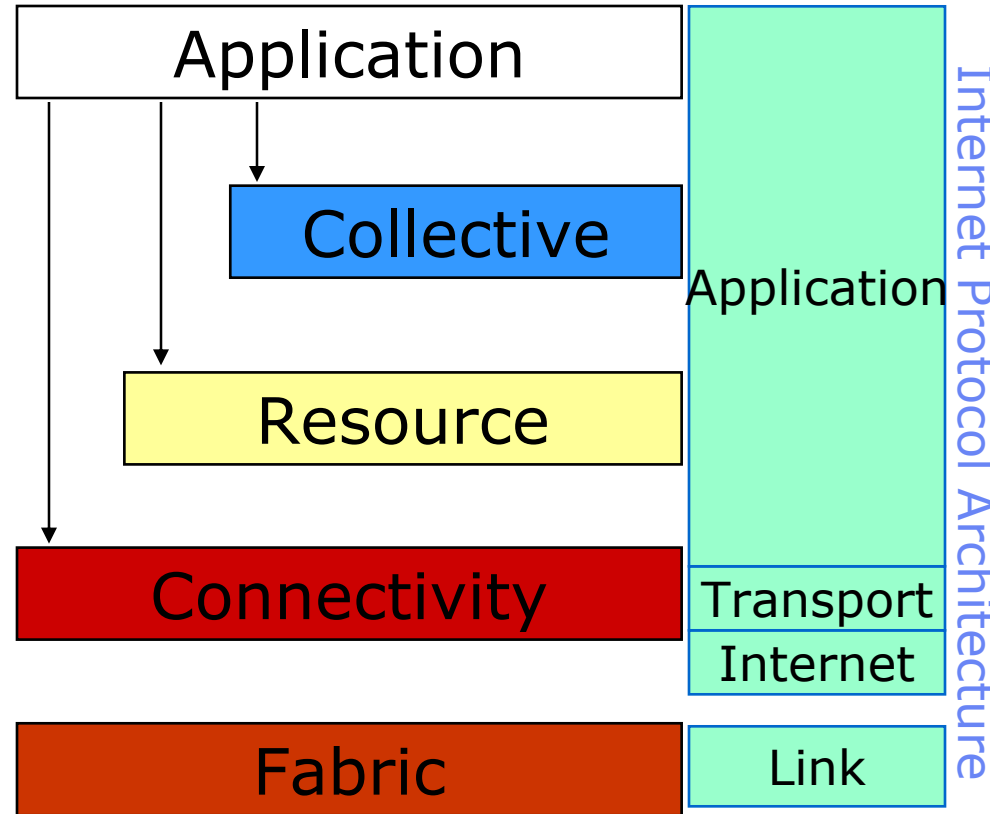 Application
Collective
Resource
Connectivity
Fabric
Application
Transport
Internet
Link
Internet Protocol Architecture